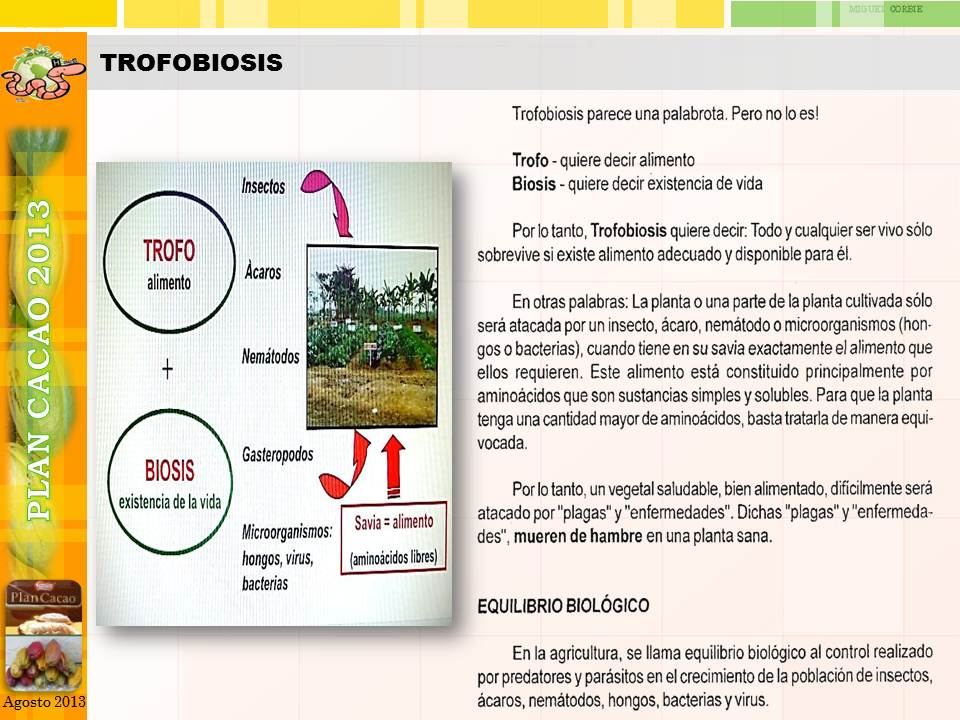 MIGUEL CORBIE
TROFOBIOSIS
PLAN CACAO 2013
Plan Cacao
Agosto 2013
TROFO
alimento
+
BIOSIS
existencia de la vida
Insectos
Àcaros
Nemátodos
Gasteropodos
Microorganismos:
hongos, virus,
bacterias
Savia = alimento
(aminoácidos libres)
Trofobiosis parece una palabrota. Pero no lo es!
Trofo - quiere decir alimento
Biosis - quiere decir existencia de vida
Por lo tanto, Trofobiosis quiere decir: Todo y cualquier ser vivo sólo
sobrevive si existe alimento adecuado y disponible para él.
En otras palabras: La planta o una parte de la planta cultivada sólo
será atacada por un insecto, ácaro, nemátodo o microorganismos (hon-
gos o bacterias), cuando tiene en su savia exactamente el alimento que
ellos requieren. Este alimento está constituido principalmente por
aminoácidos que son sustancias simples y solubles. Para que la planta
tenga una cantidad mayor de aminoácidos, basta tratarla de manera equi-
vocada.
Por lo tanto, un vegetal saludable, bien alimentado, difícilmente será
atacado por "plagas" y "enfermedades". Dichas "plagas" y "enfermeda-
des", mueren de hambre en una planta sana.
EQUILIBRIO BIOLÓGICO
En la agricultura, se llama equilibrio biológico al control realizado
por predatores y parásitos en el crecimiento de la población de insectos,
ácaros, nemátodos, hongos, bacterias y virus.